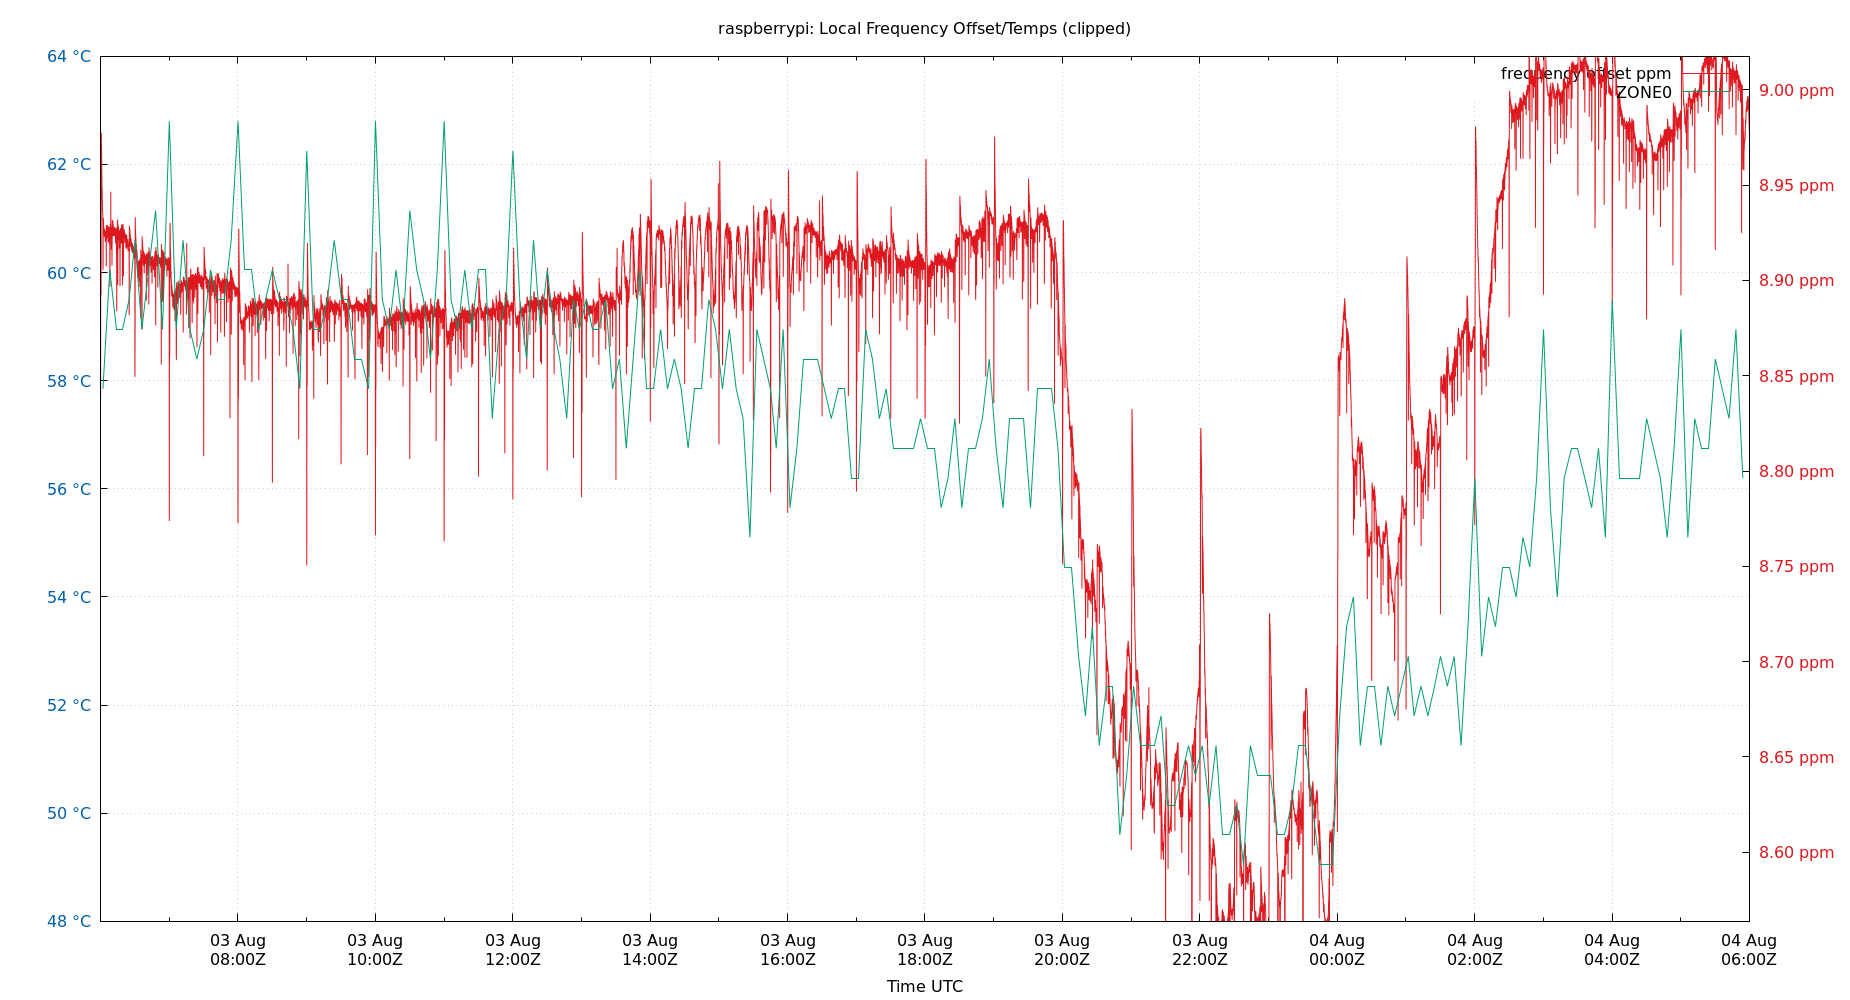 raspberrypi: Local Frequency Offset/Temps (clipped)
64 °C
62 °C
60 °C
58 °C
56 °C
54 °C
52 °C
50 °C
48 °C
frequency offset ppm
ZONE0
9.00 ppm
8.95 ppm
8.90 ppm
8.85 ppm
8.80 ppm
8.75 ppm
8.70 ppm
8.65 ppm
8.60 ppm
03 Aug 03 Aug 03 Aug 03 Aug 03 Aug 03 Aug 03 Aug 03 Aug 04 Aug 04 Aug 04 Aug 04 Aug
08:00Z 10:00Z 12:00Z 14:00Z 16:00Z 18:00Z 20:00Z 22:00Z 00:00Z 02:00Z 04:00Z 06:00Z
Time UTC